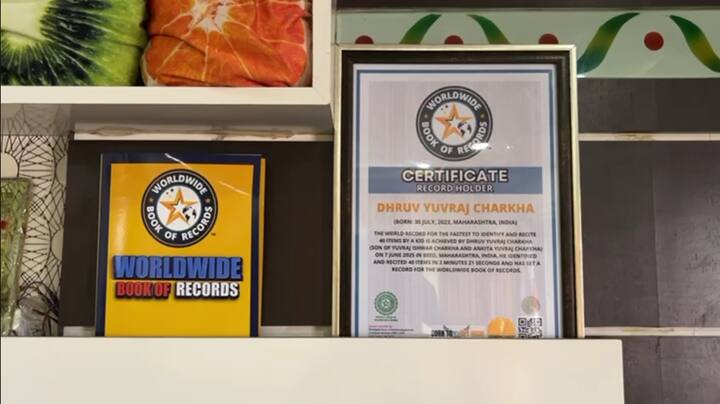 WORLDWIDE
BOOK OF RECORDS
WORLDWIDE
BOOK OF RECORDS
WORLDWIDE
BOOK OF RECORDS
CERTIFICATE
RECORD HOLDER
DHRUV YUVRAJ CHARKHA
(BORN: 30 JULY, 2023, MAHARASHTRA, INDIA)
THE WORLD RECORD FOR THE FASTEST TO IDENTIFY AND RECITE
40 ITEMS BY A KID IS ACHIEVED BY DHRUV YUVRAJ CHARKHA
(SON OF YUVRAJ ISHWAR CHARKHA AND ANKITA YUVRAJ CHARKHA)
ON 7 JUNE 2025 IN BEED, MAHARASHTRA, INDIA. HE IDENTIFIED
AND RECITED 40 ITEMS IN 2 MINUTES 21 SECONDS AND HAS SET A
RECORD FOR THE WORLDWIDE BOOK OF RECORDS.